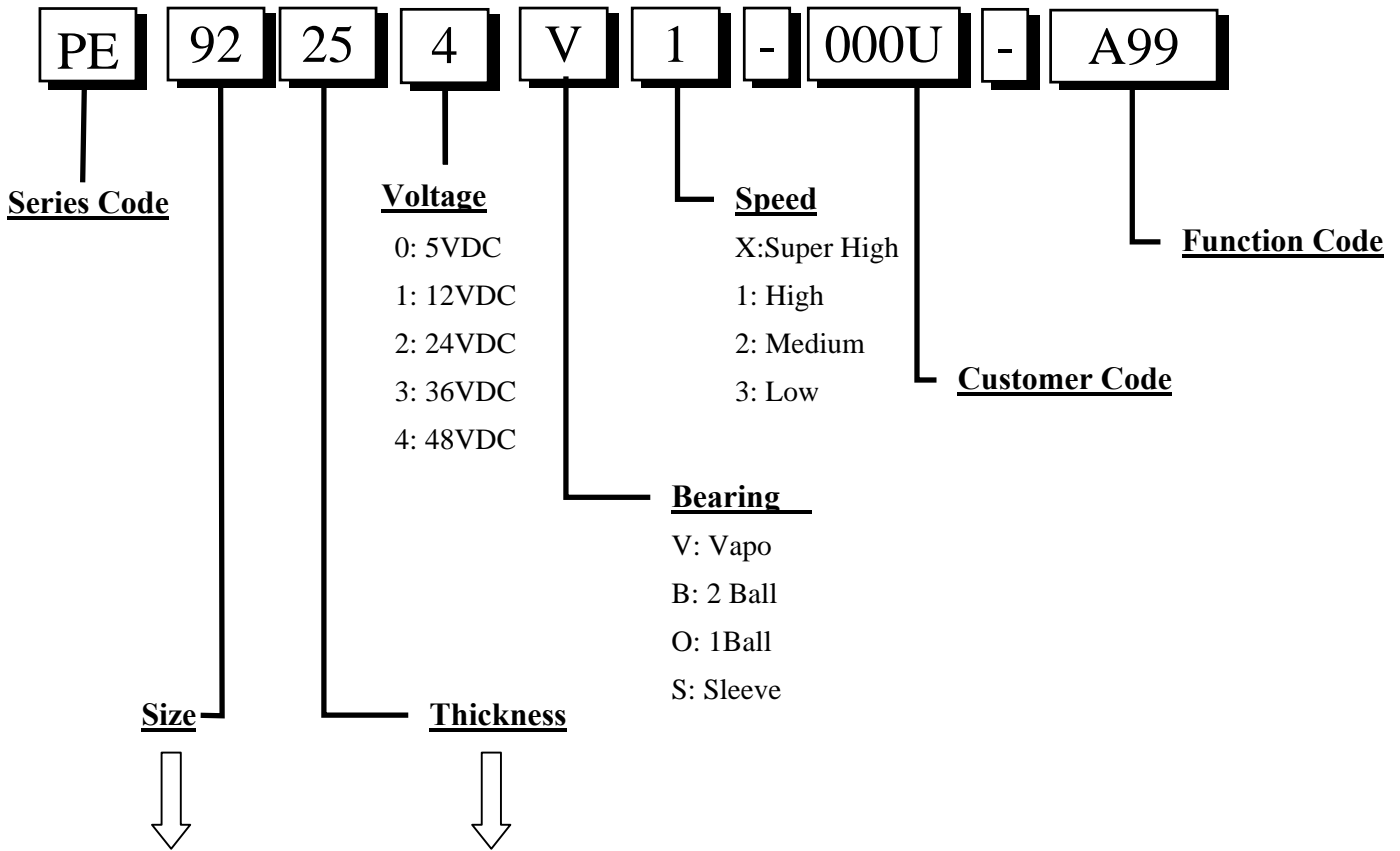 PE 92 25 4 V 1 - 000U - A99
Series Code
Voltage
0: 5VDC
1: 12VDC
2: 24VDC
3: 36VDC
4: 48VDC
Speed
X:Super High
1: High
2: Medium
3: Low
Function Code
Customer Code
Bearing
V: Vapo
B: 2 Ball
O: 1Ball
S: Sleeve
Size
Thickness